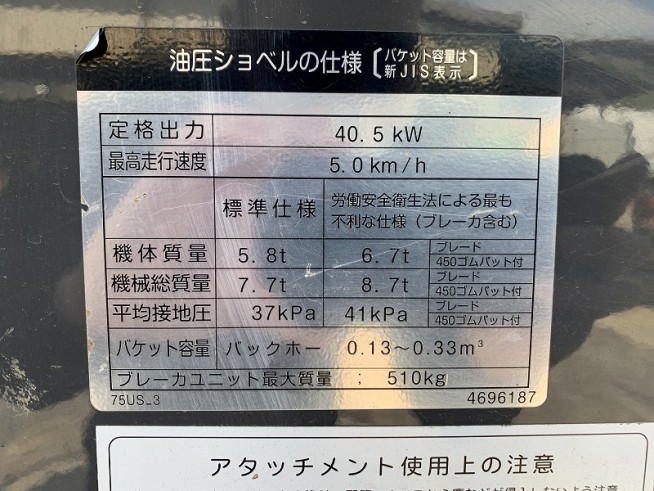 油圧ショベルの仕様〔バケット容量は
新JIS表示〕
定格出力 40.5kW
最高走行速度 5.0km/h
標準仕様 労働安全衛生法による最も
不利な仕様（ブレーカ含む）
機体質量 5.8t 6.7t ブレード
450ゴムパット付
機械総質量 7.7t 8.7t ブレード
450ゴムパット付
平均接地圧 37kPa 41kPa ブレード
450ゴムパット付
バケット容量 バックホー 0.13～0.33m³
ブレーカユニット最大質量 : 510kg
75US_3 4696187
アタッチメント使用上の注意